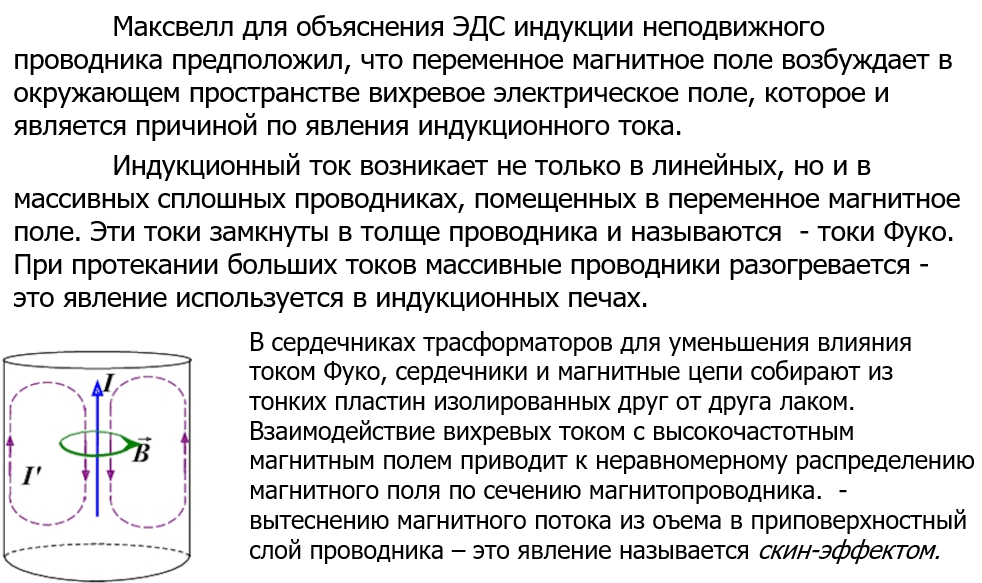 Максвелл для объяснения ЭДС индукции неподвижного
проводника предположил, что переменное магнитное поле возбуждает в
окружающем пространстве вихревое электрическое поле, которое и
является причиной по явления индукционного тока.
Индукционный ток возникает не только в линейных, но и в
массивных сплошных проводниках, помещенных в переменное магнитное
поле. Эти токи замкнуты в толще проводника и называются - токи Фуко.
При протекании больших токов массивные проводники разогревается -
это явление используется в индукционных печах.
В сердечниках трасформаторов для уменьшения влияния
током Фуко, сердечники и магнитные цепи собирают из
тонких пластин изолированных друг от друга лаком.
Взаимодействие вихревых током с высокочастотным
магнитным полем приводит к неравномерному распределению
магнитного поля по сечению магнитопроводника. -
вытеснению магнитного потока из оъема в приповерхностный
слой проводника – это явление называется скин-эффектом.
I
B
I'